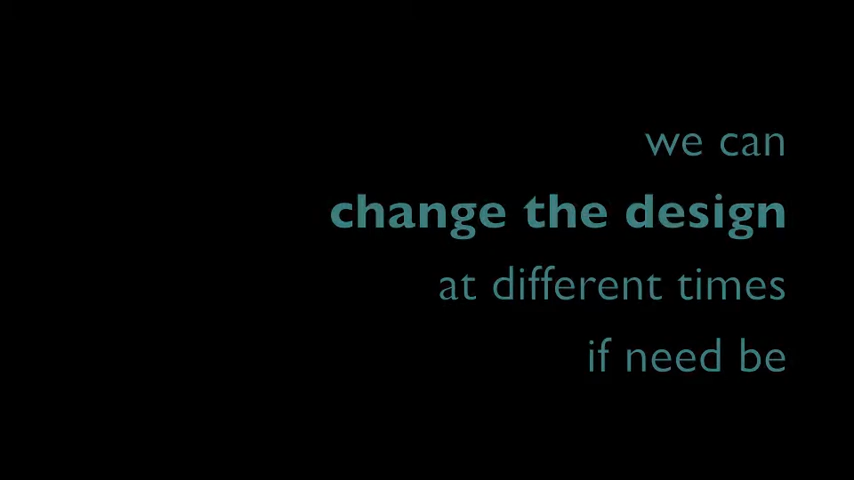 we can
change the design
at different times
if need be